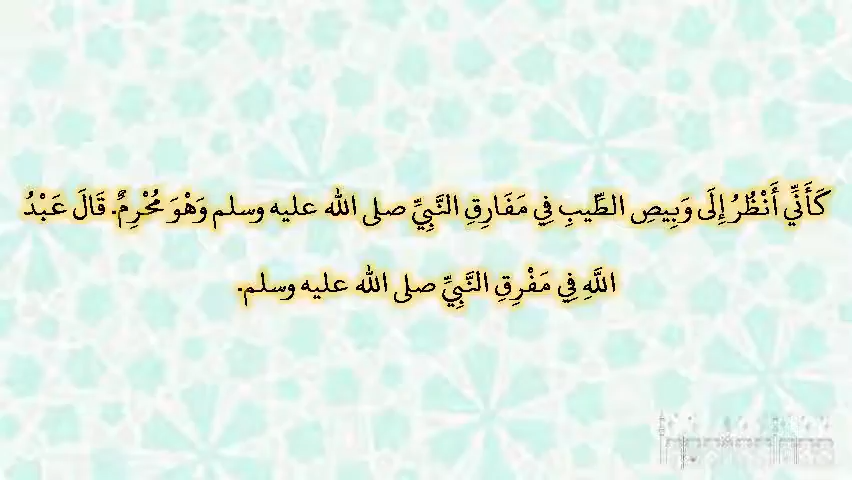 كَأَنِّي أَنْظُرُ إِلَى وَبِيصِ الطِّيبِ فِي مَفَارِقِ النَّبِيِّ صلى الله عليه وسلم وَهْوَ مُحْرِمٌ. قَالَ عَبْدُ
اللَّهِ فِي مَفْرِقِ النَّبِيِّ صلى الله عليه وسلم.